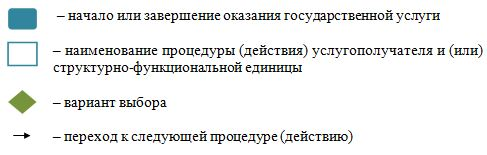 – начало или завершение оказания государственной услуги
– наименование процедуры (действия) услугополучателя и (или)
структурно-функциональной единицы
– вариант выбора
– переход к следующей процедуре (действию)